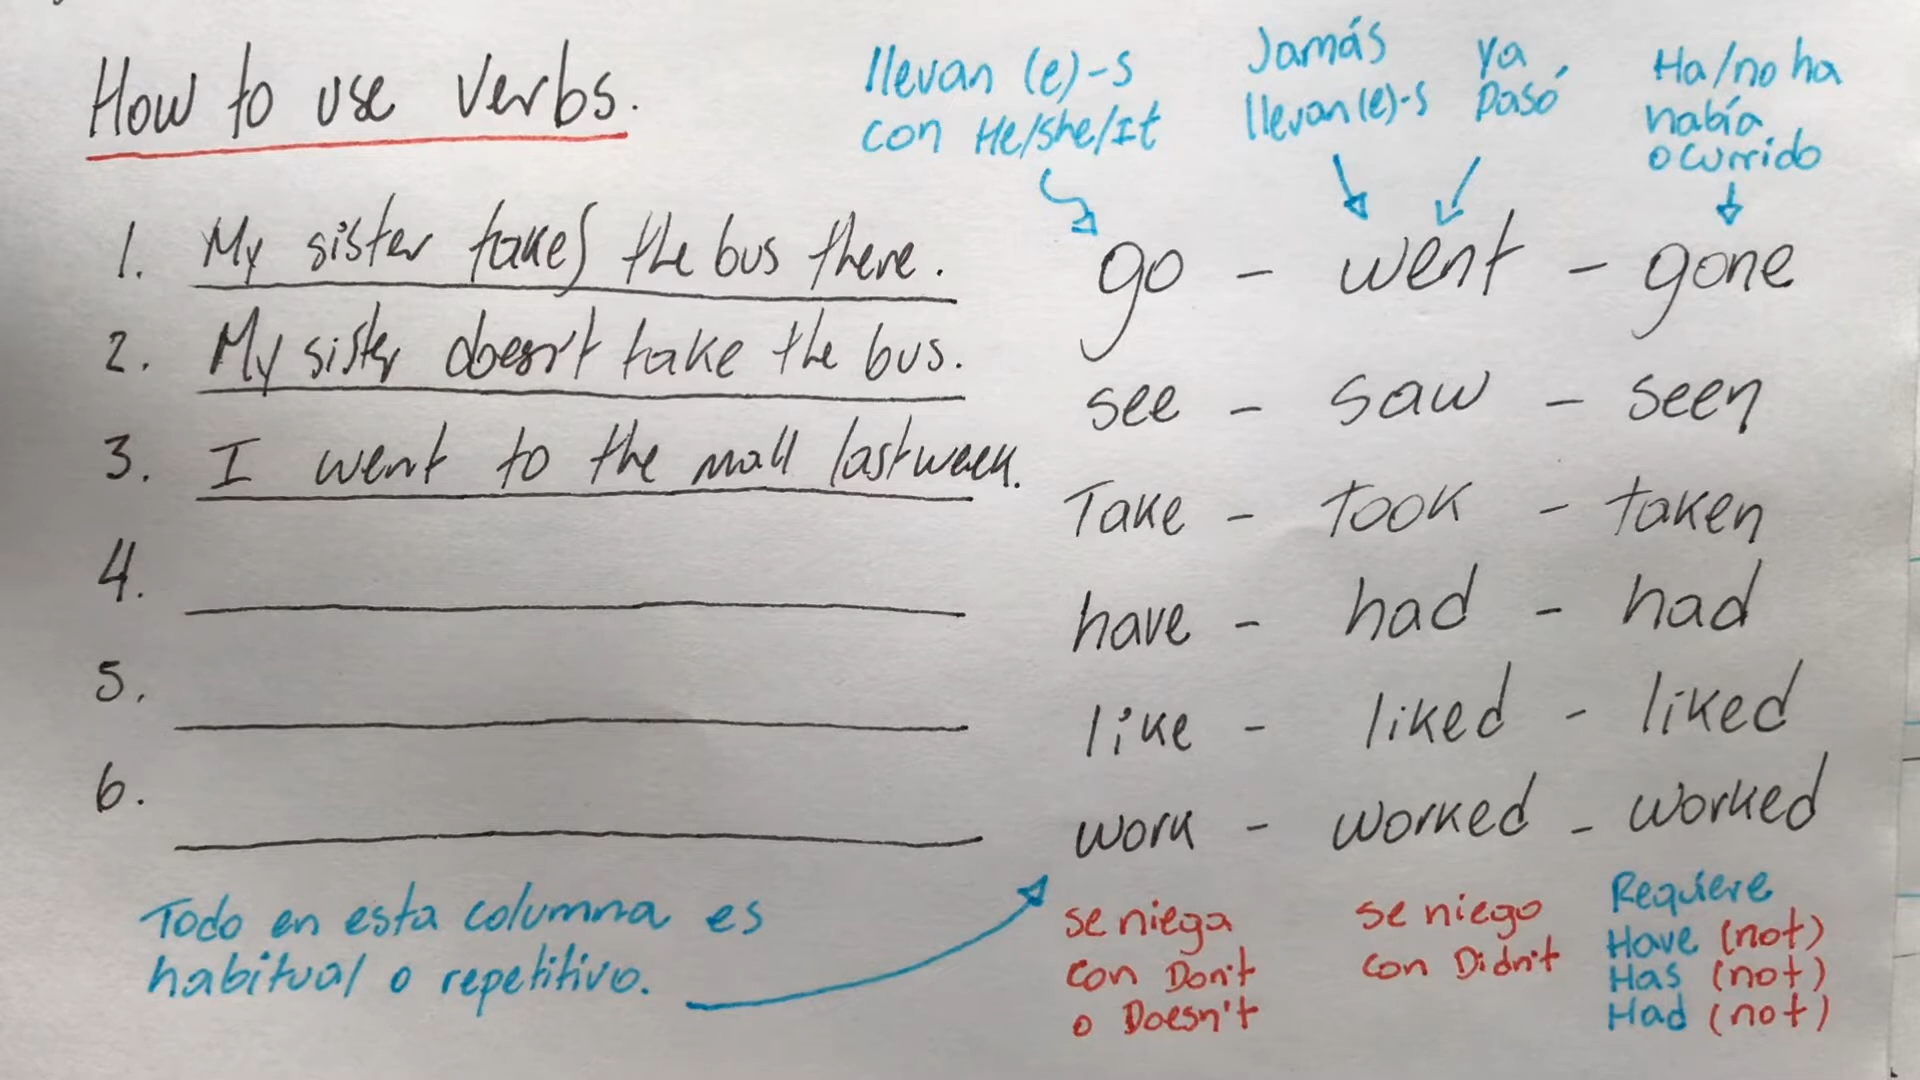 How to use verbs.
llevan (e)-s
con He/She/It
Jamás
llevan(e)-s
ya
pasó
Ha/no ha
había
ocurrido
1. My sister takes the bus there.
2. My sister doesn't take the bus.
3. I went to the mall last week.
4.
5.
6.
go - went - gone
see - saw - seen
Take - took - taken
have - had - had
like - liked - liked
work - worked - worked
Todo en esta columna es
habitual o repetitivo.
se niega
con Don't
o Doesn't
se niego
con Didn't
Requiere
Have (not)
Has (not)
Had (not)